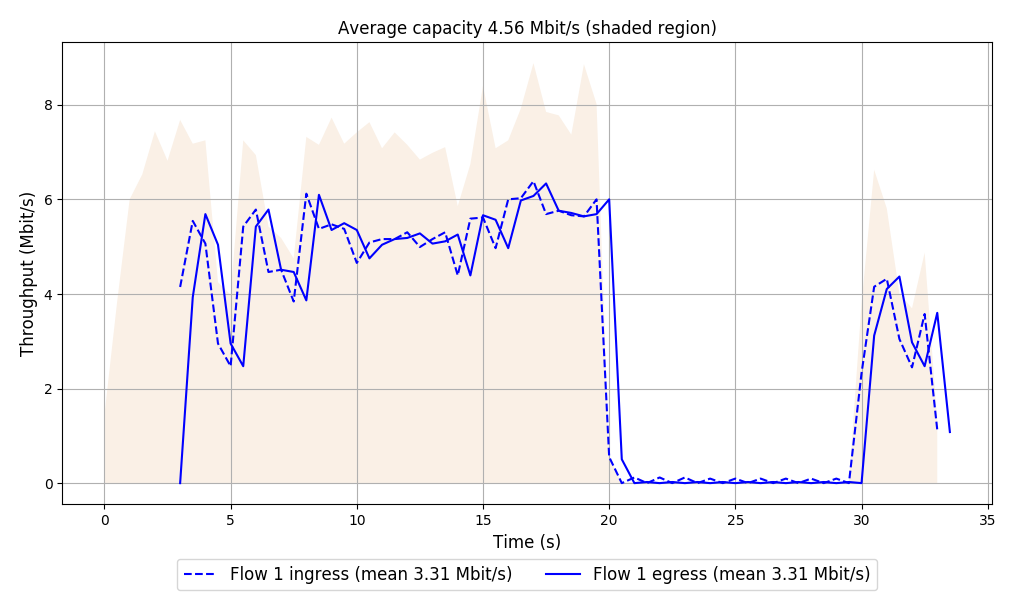 Average capacity 4.56 Mbit/s (shaded region)
Throughput (Mbit/s)
8
6
4
2
0
0 5 10 15 20 25 30 35
Time (s)
Flow 1 ingress (mean 3.31 Mbit/s) Flow 1 egress (mean 3.31 Mbit/s)